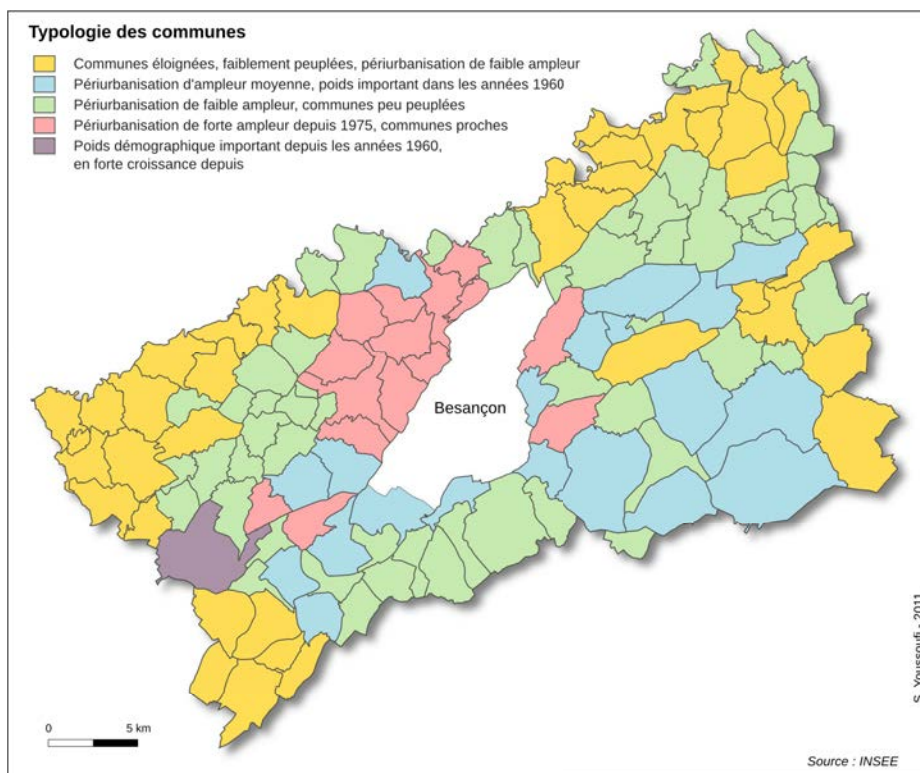 Typologie des communes
Communes éloignées, faiblement peuplées, périurbanisation de faible ampleur
Périurbanisation d'ampleur moyenne, poids important dans les années 1960
Périurbanisation de faible ampleur, communes peu peuplées
Périurbanisation de forte ampleur depuis 1975, communes proches
Poids démographique important depuis les années 1960,
en forte croissance depuis
Besançon
0 5 km
S. Youssoufi - 2011
Source : INSEE